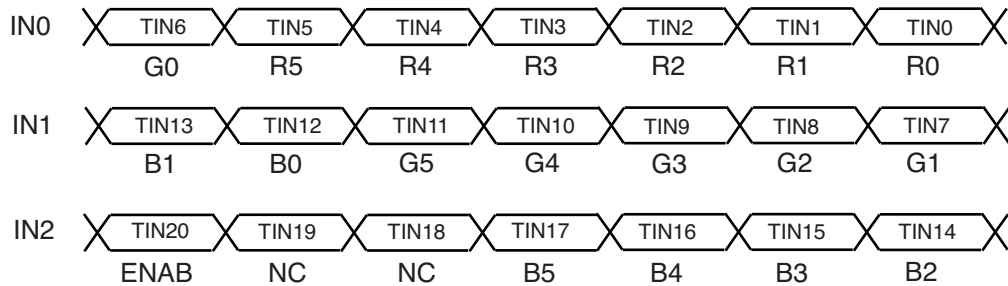 IN0 TIN6 TIN5 TIN4 TIN3 TIN2 TIN1 TIN0
G0 R5 R4 R3 R2 R1 R0
IN1 TIN13 TIN12 TIN11 TIN10 TIN9 TIN8 TIN7
B1 B0 G5 G4 G3 G2 G1
IN2 TIN20 TIN19 TIN18 TIN17 TIN16 TIN15 TIN14
ENAB NC NC B5 B4 B3 B2